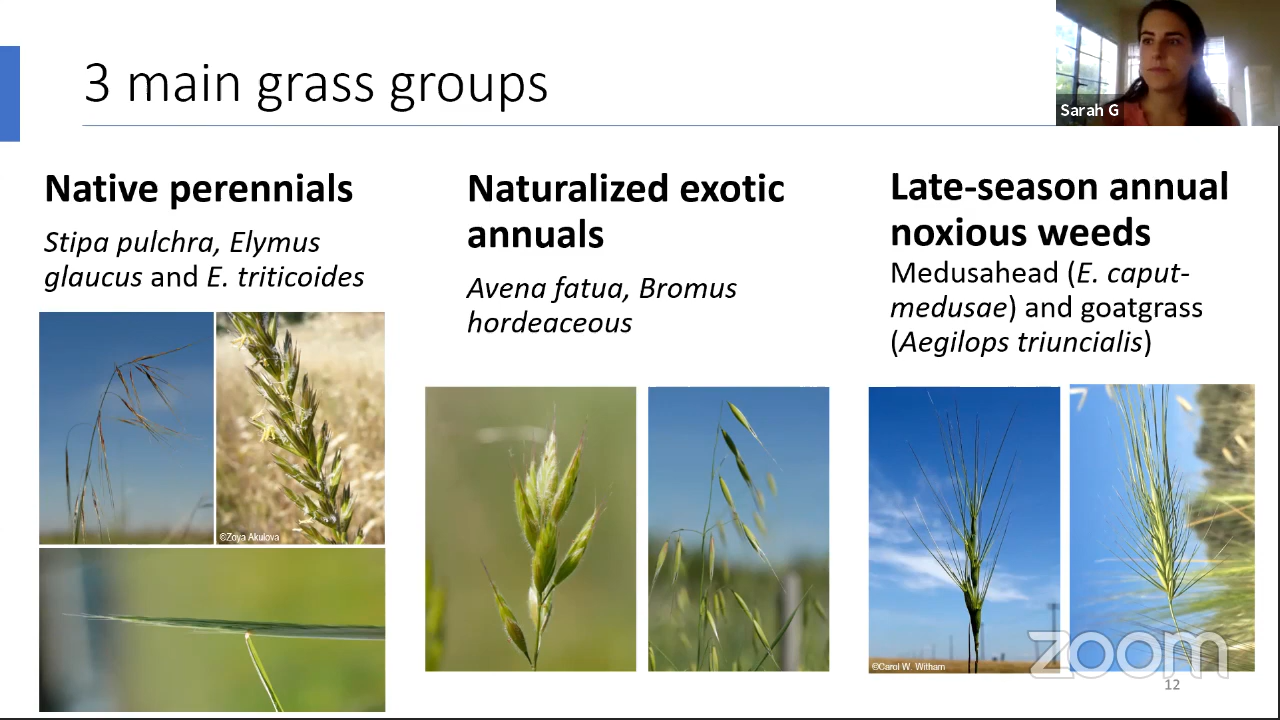 3 main grass groups
Sarah G
Native perennials
Stipa pulchra, Elymus
glaucus and E. triticoides
©Zoya Akulova
Naturalized exotic
annuals
Avena fatua, Bromus
hordeaceous
Late-season annual
noxious weeds
Medusahead (E. caput-
medusae) and goatgrass
(Aegilops triuncialis)
©Carol W. Witham
zoom
12